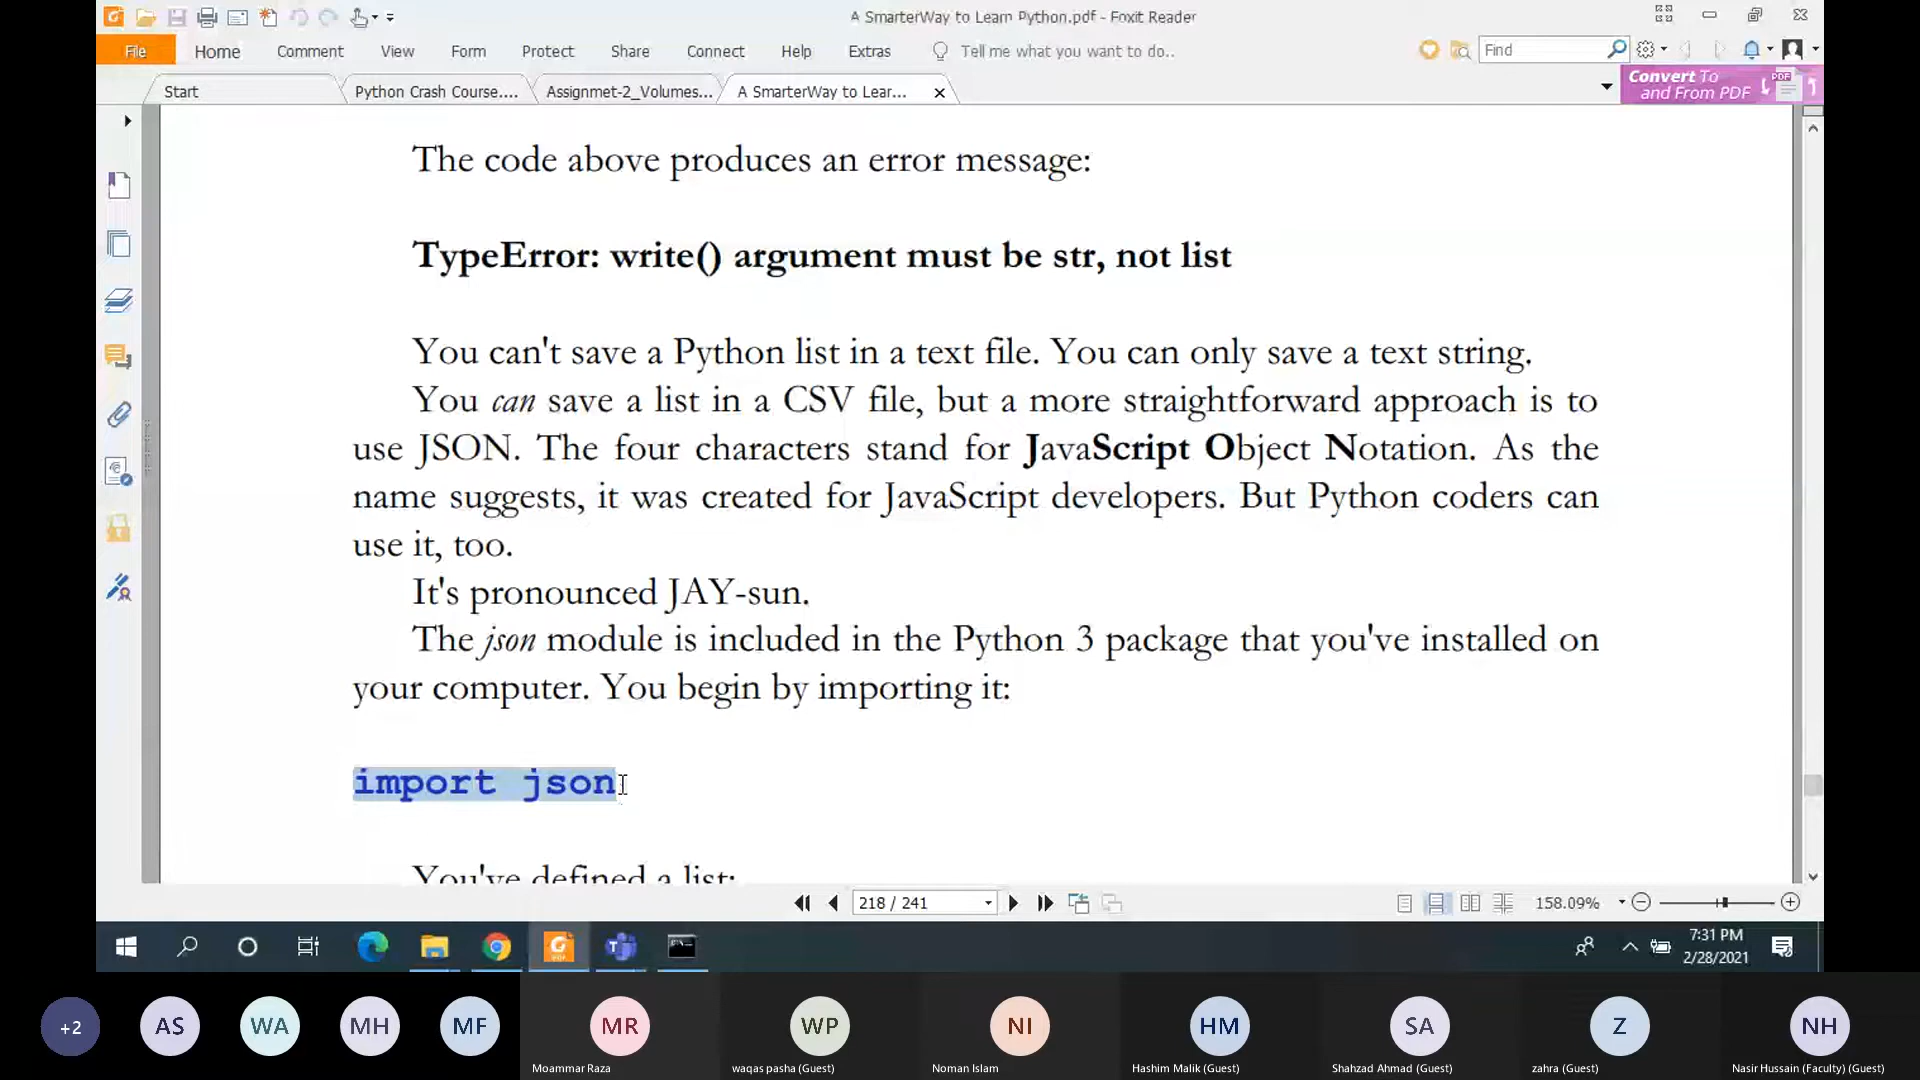 A SmarterWay to Learn Python.pdf - Foxit Reader
File Home Comment View Form Protect Share Connect Help Extras Tell me what you want to do.. Find
Start Python Crash Course.... Assignmet-2_Volumes... A SmarterWay to Lear...
Convert To
and From PDF
PDF
The code above produces an error message:
TypeError: write() argument must be str, not list
You can't save a Python list in a text file. You can only save a text string.
You can save a list in a CSV file, but a more straightforward approach is to
use JSON. The four characters stand for JavaScript Object Notation. As the
name suggests, it was created for JavaScript developers. But Python coders can
use it, too.
It's pronounced JAY-sun.
The json module is included in the Python 3 package that you've installed on
your computer. You begin by importing it:
import json
You've defined a list:
218 / 241
158.09%
7:31 PM
2/28/2021
+2 AS WA MH MF MR WP NI HM SA Z NH
Moammar Raza waqas pasha (Guest) Noman Islam Hashim Malik (Guest) Shahzad Ahmad (Guest) zahra (Guest) Nasir Hussain (Faculty) (Guest)